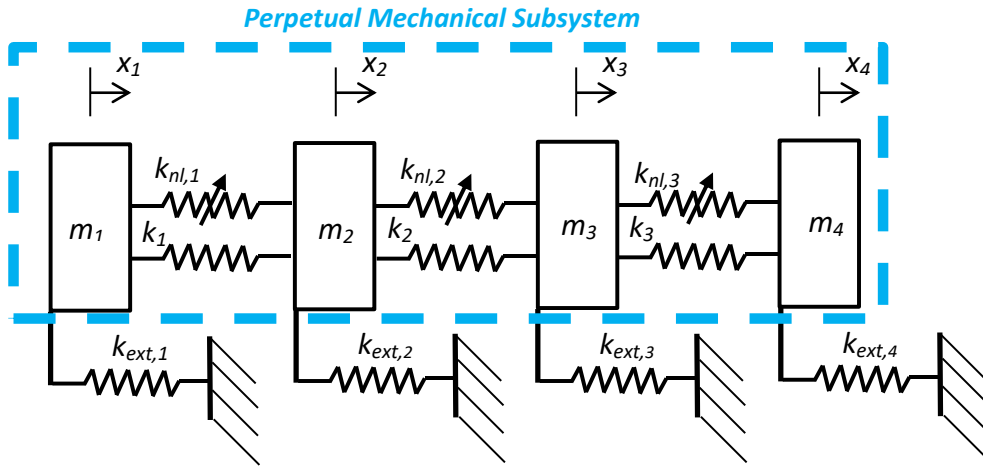 Perpetual Mechanical Subsystem
x1 x2 x3 x4
knl,1 knl,2 knl,3
k1 k2 k3
m1 m2 m3 m4
kext,1 kext,2 kext,3 kext,4